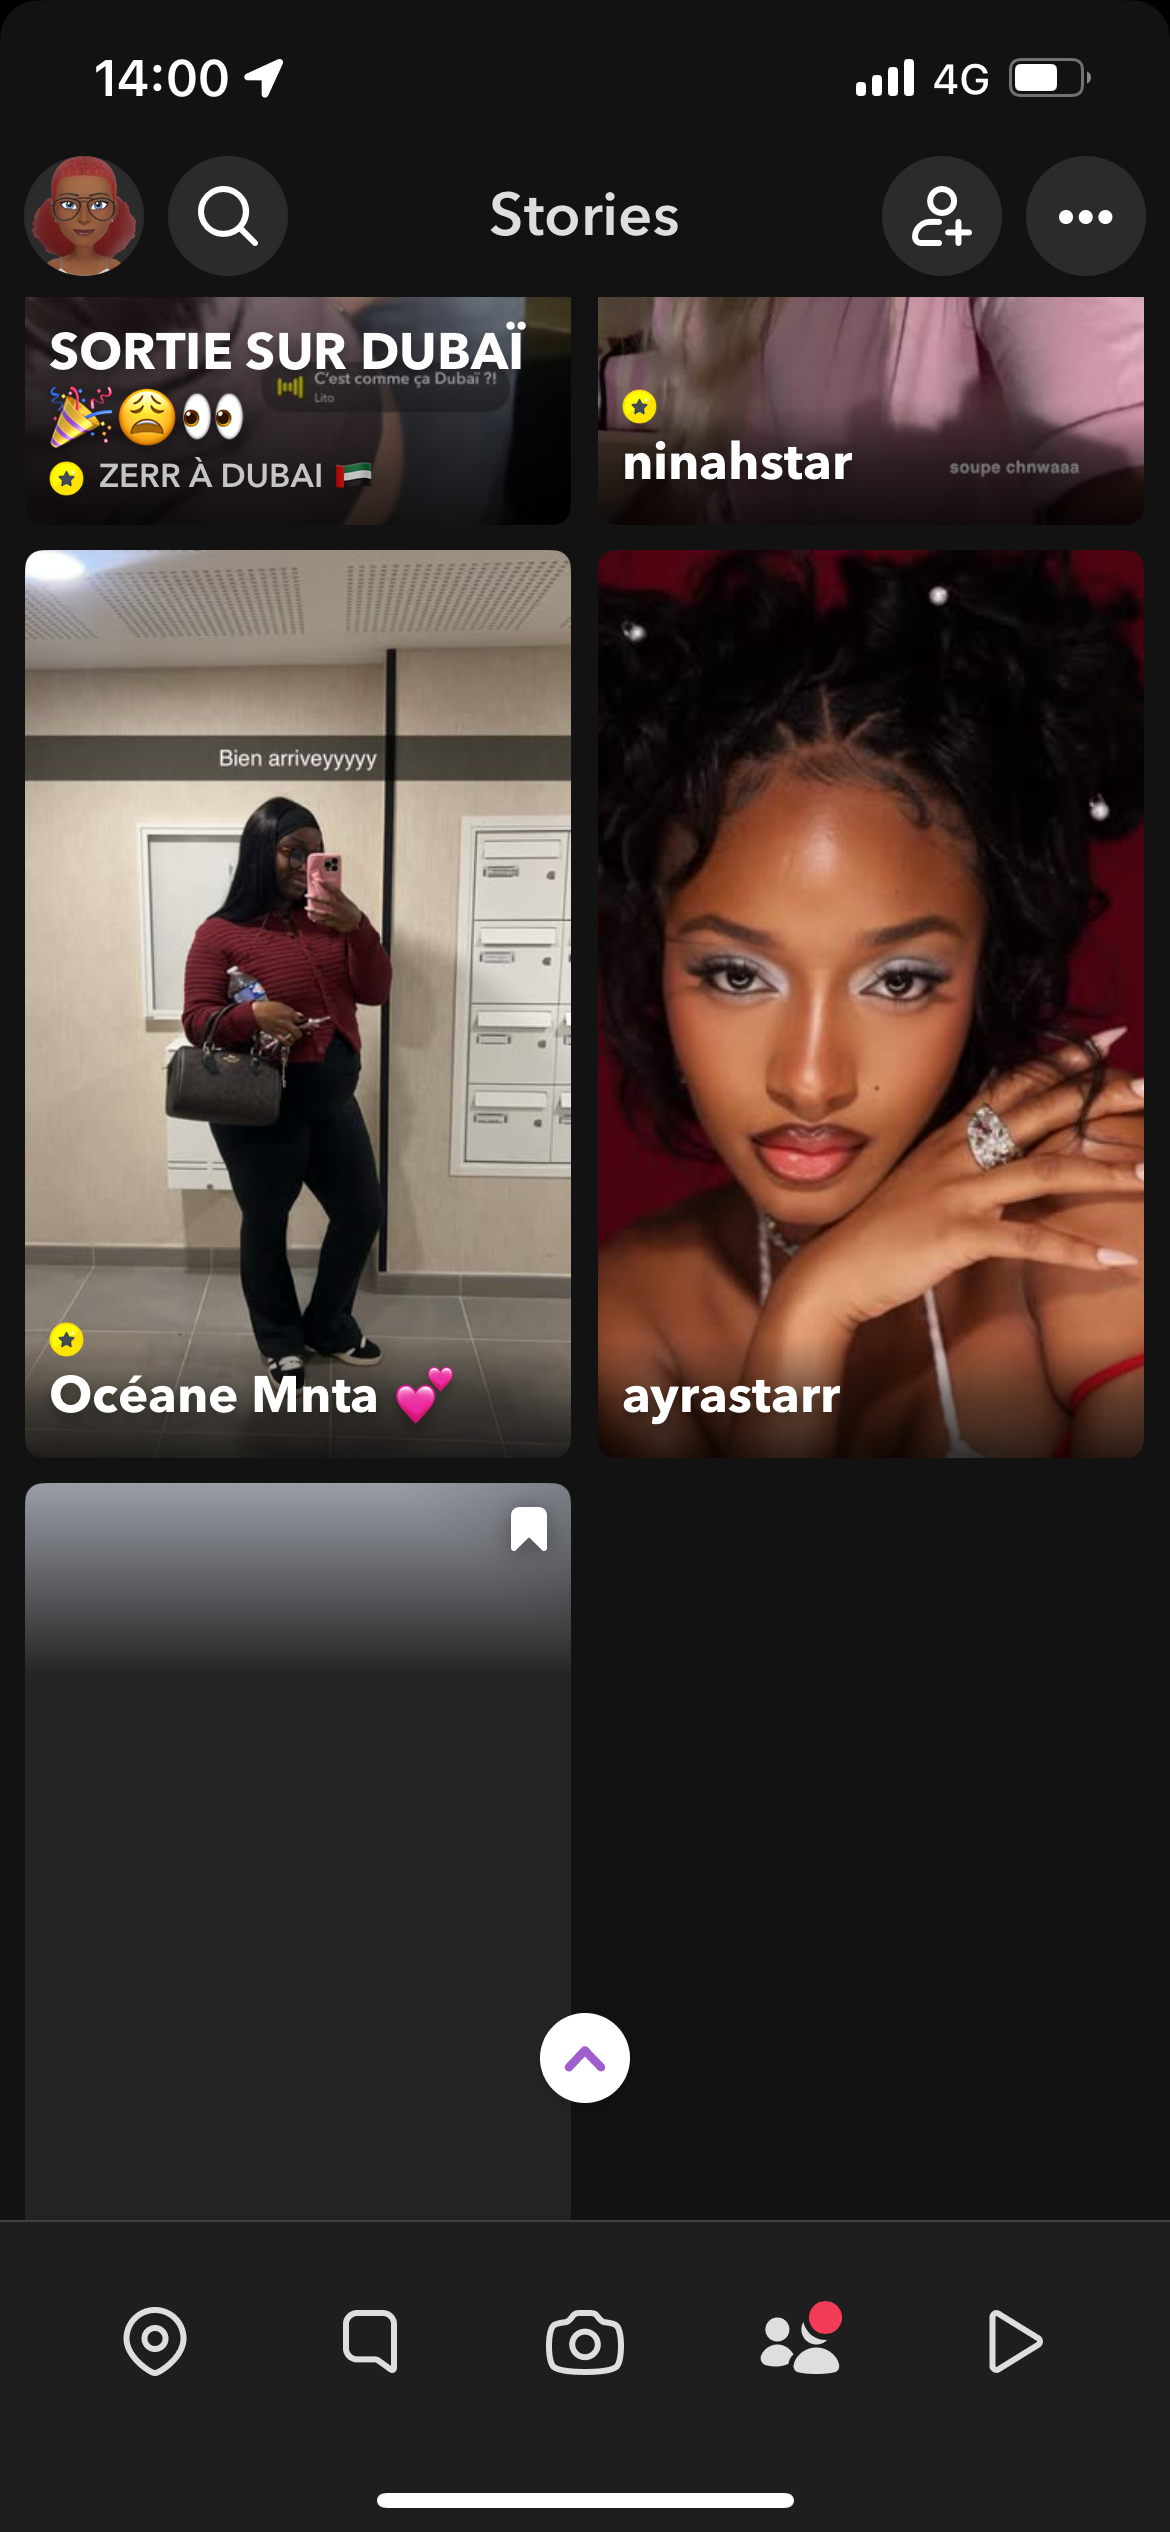 14:00
4G
Stories
SORTIE SUR DUBAÏ
🎉😩👀
C'est comme ça Dubaï ?!
Lito
ZERR À DUBAI 🇦🇪
ninahstar
soupe chnwaaa
Bien arriveyyyyy
Océane Mnta 💕
ayrastarr